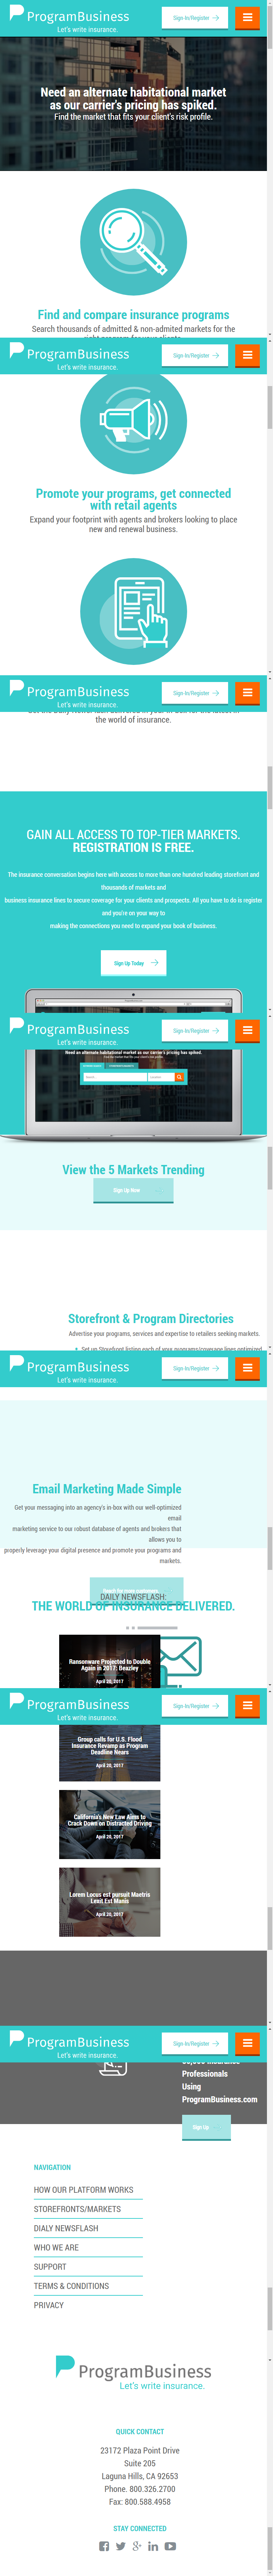 ProgramBusiness
Let's write insurance.
Sign In/Register
Need an alternate habitational market
as our carrier's pricing has spiked.
Find the market that fits your client's risk profile.
Find and compare insurance programs
Search thousands of admitted & non-admited markets for the
ProgramBusiness
Let's write insurance.
Sign In/Register
Promote your programs, get connected
with retail agents
Expand your footprint with agents and brokers looking to place
new and renewal business.
ProgramBusiness
Let's write insurance.
Sign In/Register
the world of insurance.
GAIN ALL ACCESS TO TOP-TIER MARKETS.
REGISTRATION IS FREE.
The insurance conversation begins here with access to more than one hundred leading storefront and
thousands of markets and
business insurance lines to secure coverage for your clients and prospects. All you have to do is register
and you're on your way to
making the connections you need to expand your book of business.
Sign Up Today
ProgramBusiness
Let's write insurance.
Sign In/Register
Need an alternate habitational market as our carrier's pricing has spiked.
View the 5 Markets Trending
Sign Up Now
Storefront & Program Directories
Advertise your programs, services and expertise to retailers seeking markets.
Set up Storefront listing each of your programs/coverage lines optimized
ProgramBusiness
Let's write insurance.
Sign In/Register
Email Marketing Made Simple
Get your messaging into an agency's in-box with our well-optimized
email
marketing service to our robust database of agents and brokers that
allows you to
properly leverage your digital presence and promote your programs and
markets.
DAILY NEWSFLASH:
THE WORLD OF INSURANCE DELIVERED.
Ransonware Projected to Double
Again in 2017: Beazley
April 20, 2017
ProgramBusiness
Let's write insurance.
Sign In/Register
Group calls for U.S. Flood
Insurance Revamp as Program
Deadline Nears
April 20, 2017
California's New Law Aims to
Crack Down on Distracted Driving
April 20, 2017
Lorem Locus est pursuit Maetris
Lexit Est Manis
April 20, 2017
ProgramBusiness
Let's write insurance.
Sign In/Register
Professionals
Using
ProgramBusiness.com
Sign Up
NAVIGATION
HOW OUR PLATFORM WORKS
STOREFRONTS/MARKETS
DIALY NEWSFLASH
WHO WE ARE
SUPPORT
TERMS & CONDITIONS
PRIVACY
ProgramBusiness
Let's write insurance.
QUICK CONTACT
23172 Plaza Point Drive
Suite 205
Laguna Hills, CA 92653
Phone. 800.326.2700
Fax: 800.588.4958
STAY CONNECTED